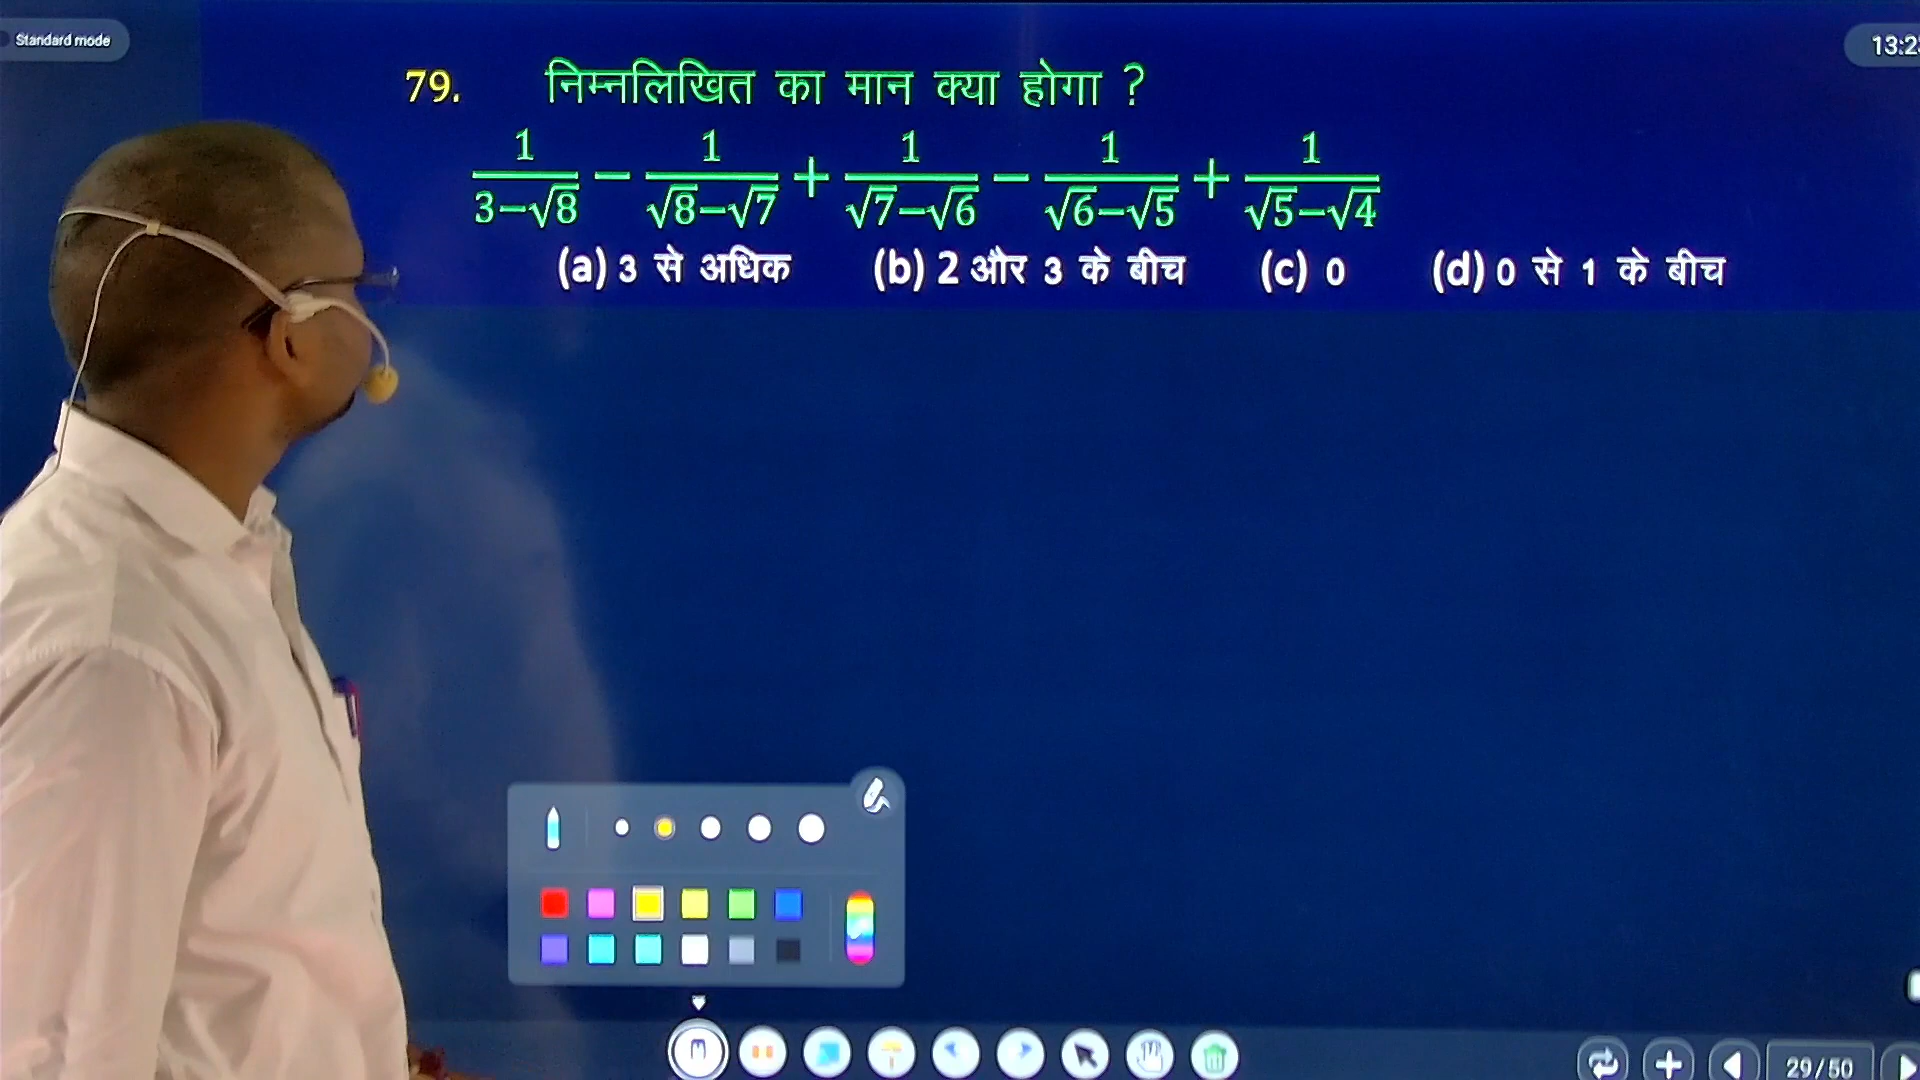 Standard mode
13:2
79. निम्नलिखित का मान क्या होगा ?
1/(3−√8) − 1/(√8−√7) + 1/(√7−√6) − 1/(√6−√5) + 1/(√5−√4)
(a) 3 से अधिक (b) 2 और 3 के बीच (c) 0 (d) 0 से 1 के बीच
29/50